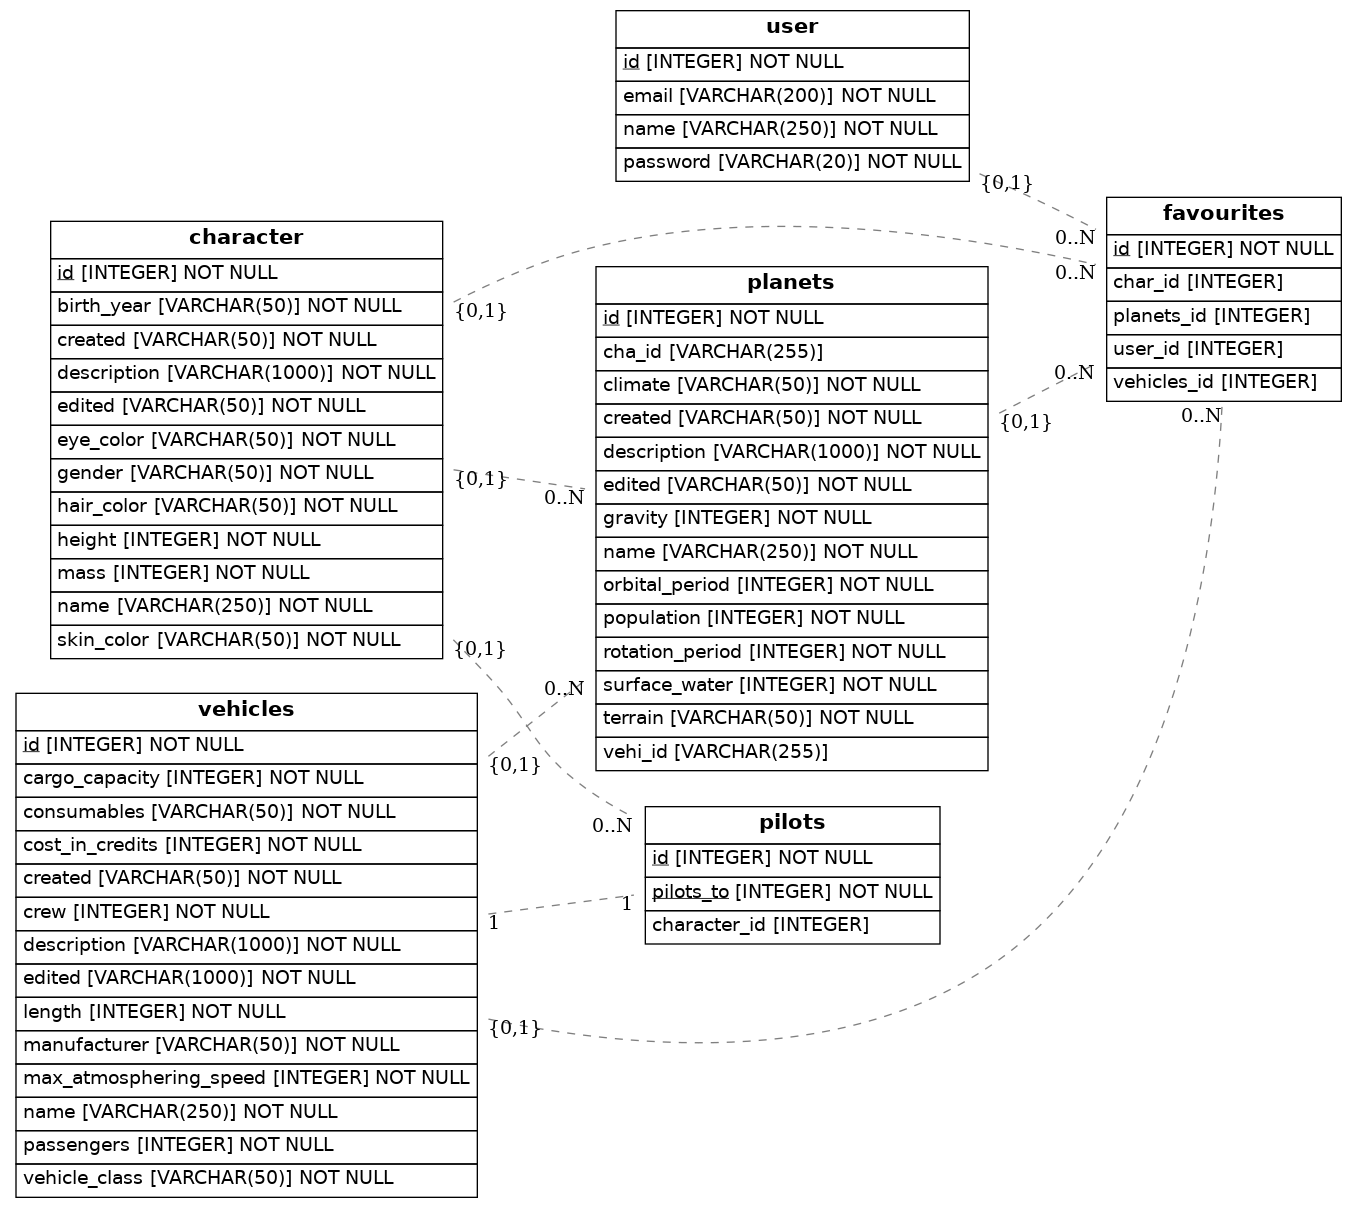 user
id [INTEGER] NOT NULL
email [VARCHAR(200)] NOT NULL
name [VARCHAR(250)] NOT NULL
password [VARCHAR(20)] NOT NULL
{0,1}
0..N
favourites
id [INTEGER] NOT NULL
char_id [INTEGER]
planets_id [INTEGER]
user_id [INTEGER]
vehicles_id [INTEGER]
0..N
0..N
0..N
character
id [INTEGER] NOT NULL
birth_year [VARCHAR(50)] NOT NULL
created [VARCHAR(50)] NOT NULL
description [VARCHAR(1000)] NOT NULL
edited [VARCHAR(50)] NOT NULL
eye_color [VARCHAR(50)] NOT NULL
gender [VARCHAR(50)] NOT NULL
hair_color [VARCHAR(50)] NOT NULL
height [INTEGER] NOT NULL
mass [INTEGER] NOT NULL
name [VARCHAR(250)] NOT NULL
skin_color [VARCHAR(50)] NOT NULL
{0,1}
{0,1}
{0,1}
planets
id [INTEGER] NOT NULL
cha_id [VARCHAR(255)]
climate [VARCHAR(50)] NOT NULL
created [VARCHAR(50)] NOT NULL
description [VARCHAR(1000)] NOT NULL
edited [VARCHAR(50)] NOT NULL
gravity [INTEGER] NOT NULL
name [VARCHAR(250)] NOT NULL
orbital_period [INTEGER] NOT NULL
population [INTEGER] NOT NULL
rotation_period [INTEGER] NOT NULL
surface_water [INTEGER] NOT NULL
terrain [VARCHAR(50)] NOT NULL
vehi_id [VARCHAR(255)]
{0,1}
0..N
0..N
vehicles
id [INTEGER] NOT NULL
cargo_capacity [INTEGER] NOT NULL
consumables [VARCHAR(50)] NOT NULL
cost_in_credits [INTEGER] NOT NULL
created [VARCHAR(50)] NOT NULL
crew [INTEGER] NOT NULL
description [VARCHAR(1000)] NOT NULL
edited [VARCHAR(1000)] NOT NULL
length [INTEGER] NOT NULL
manufacturer [VARCHAR(50)] NOT NULL
max_atmosphering_speed [INTEGER] NOT NULL
name [VARCHAR(250)] NOT NULL
passengers [INTEGER] NOT NULL
vehicle_class [VARCHAR(50)] NOT NULL
{0,1}
1
{0,1}
pilots
id [INTEGER] NOT NULL
pilots_to [INTEGER] NOT NULL
character_id [INTEGER]
0..N
1